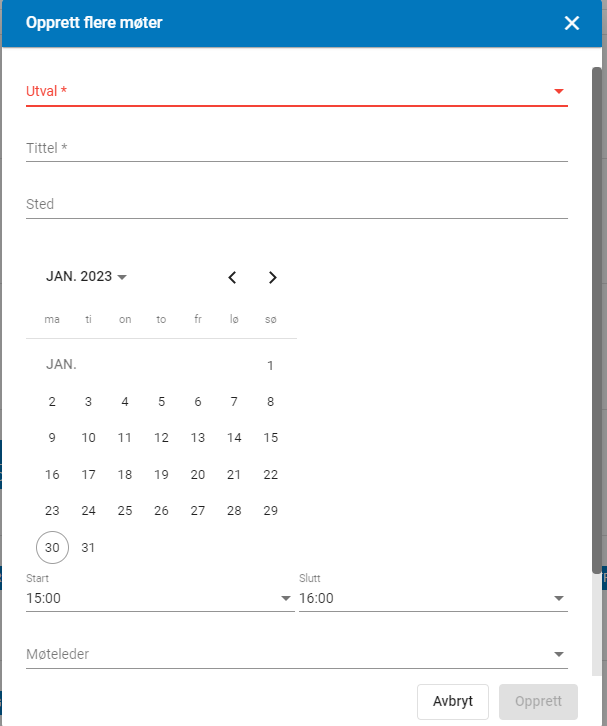 Opprett flere møter
Utval *
Tittel *
Sted
JAN. 2023
ma ti on to fr lø sø
JAN. 1
2 3 4 5 6 7 8
9 10 11 12 13 14 15
16 17 18 19 20 21 22
23 24 25 26 27 28 29
30 31
Start Slutt
15:00 16:00
Møteleder
Avbryt Opprett